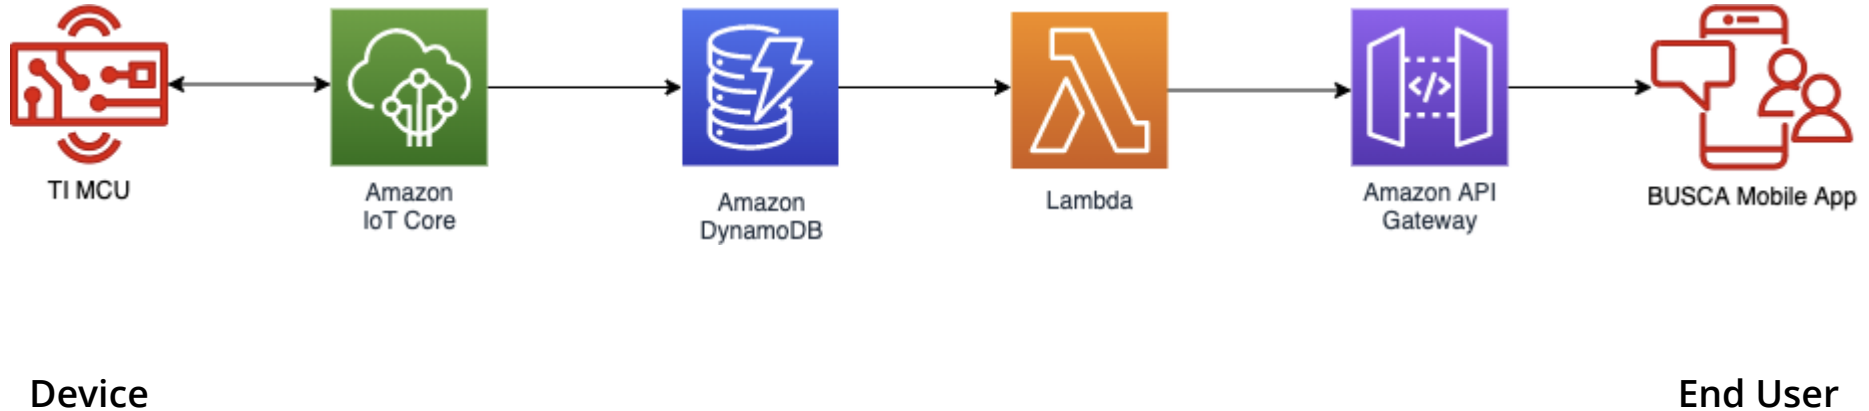 TI MCU
Amazon
IoT Core
Amazon
DynamoDB
Lambda
</>
Amazon API
Gateway
BUSCA Mobile App
Device
End User